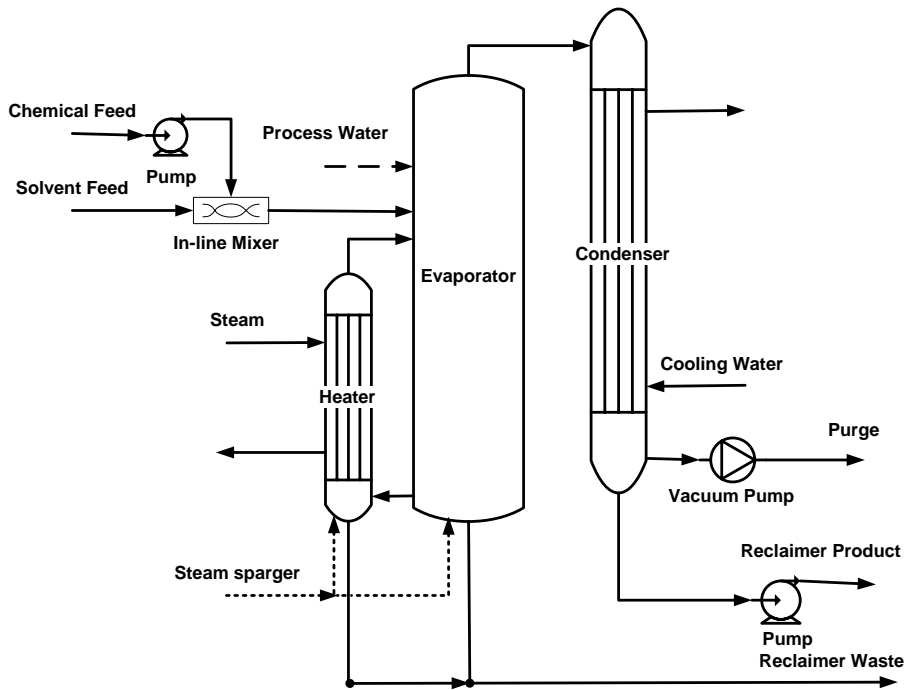 Chemical Feed
Process Water
Pump
Solvent Feed
In-line Mixer
Condenser
Evaporator
Steam
Cooling Water
Heater
Purge
Vacuum Pump
Reclaimer Product
Steam sparger
Pump
Reclaimer Waste